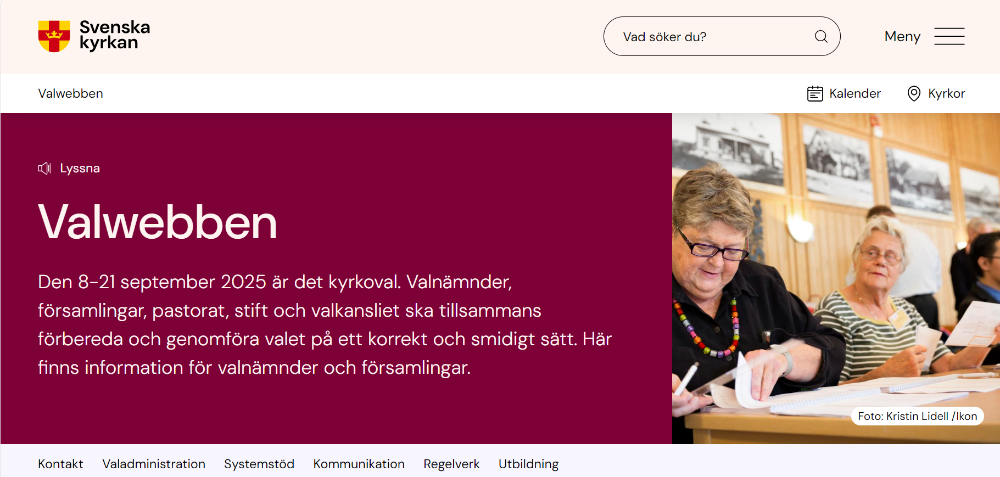 Svenska
kyrkan
Vad söker du?
Meny
Valwebben
Kalender
Kyrkor
Lyssna
Valwebben
Den 8–21 september 2025 är det kyrkoval. Valnämnder,
församlingar, pastorat, stift och valkansliet ska tillsammans
förbereda och genomföra valet på ett korrekt och smidigt sätt. Här
finns information för valnämnder och församlingar.
Foto: Kristin Lidell /Ikon
Kontakt
Valadministration
Systemstöd
Kommunikation
Regelverk
Utbildning